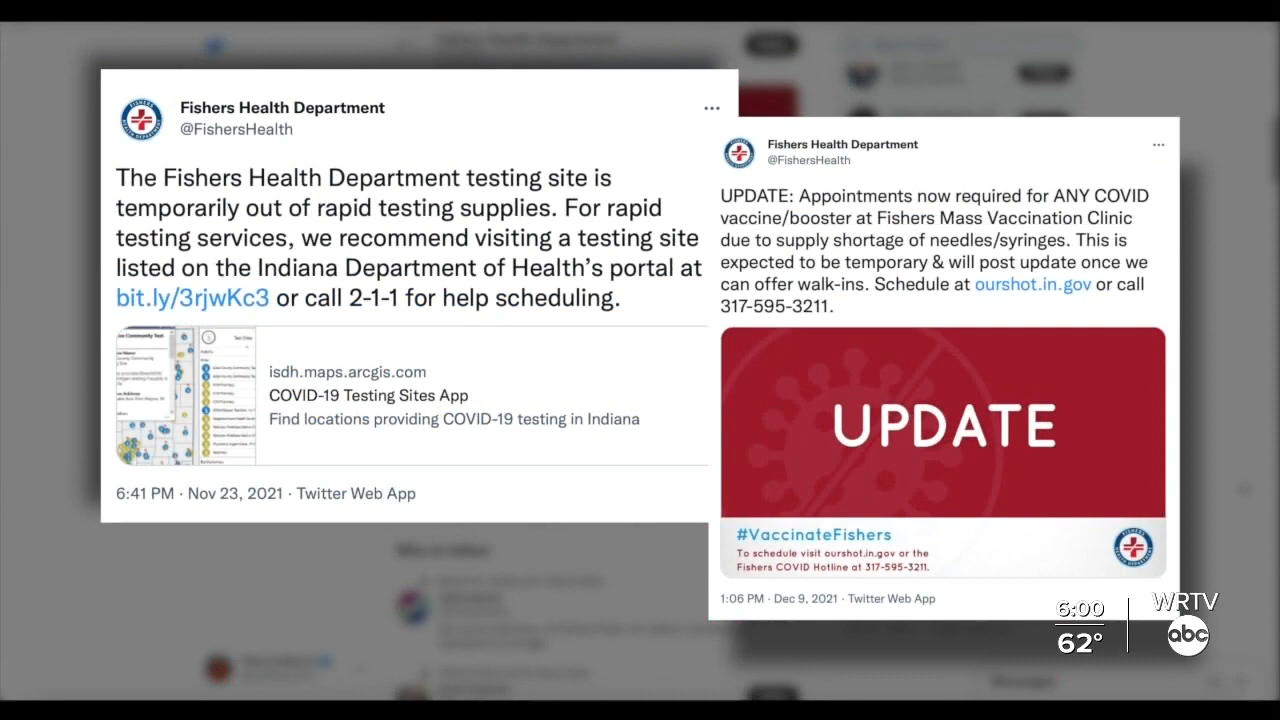 Fishers Health Department
@FishersHealth
The Fishers Health Department testing site is
temporarily out of rapid testing supplies. For rapid
testing services, we recommend visiting a testing site
listed on the Indiana Department of Health's portal at
bit.ly/3rjwKc3 or call 2-1-1 for help scheduling.
isdh.maps.arcgis.com
COVID-19 Testing Sites App
Find locations providing COVID-19 testing in Indiana
6:41 PM · Nov 23, 2021 · Twitter Web App
Fishers Health Department
@FishersHealth
UPDATE: Appointments now required for ANY COVID
vaccine/booster at Fishers Mass Vaccination Clinic
due to supply shortage of needles/syringes. This is
expected to be temporary & will post update once we
can offer walk-ins. Schedule at ourshot.in.gov or call
317-595-3211.
UPDATE
#VaccinateFishers
To schedule visit ourshot.in.gov or the
Fishers COVID Hotline at 317-595-3211.
1:06 PM · Dec 9, 2021 · Twitter Web App
6:00
62°
WRTV
abc